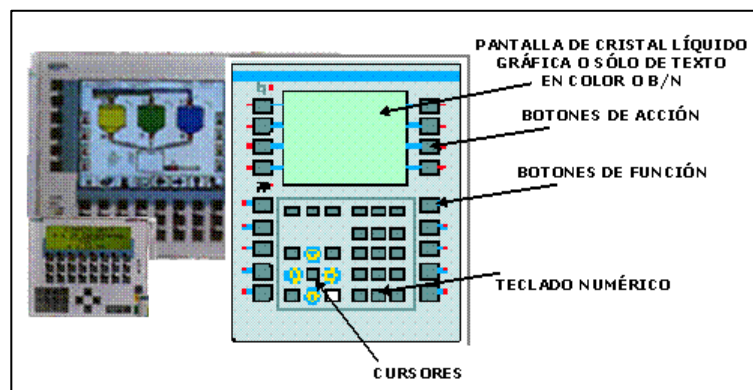 PANTALLA DE CRISTAL LÍQUIDO
GRÁFICA O SÓLO DE TEXTO
EN COLOR O B/N
BOTONES DE ACCIÓN
BOTONES DE FUNCIÓN
TECLADO NUMÉRICO
CURSORES